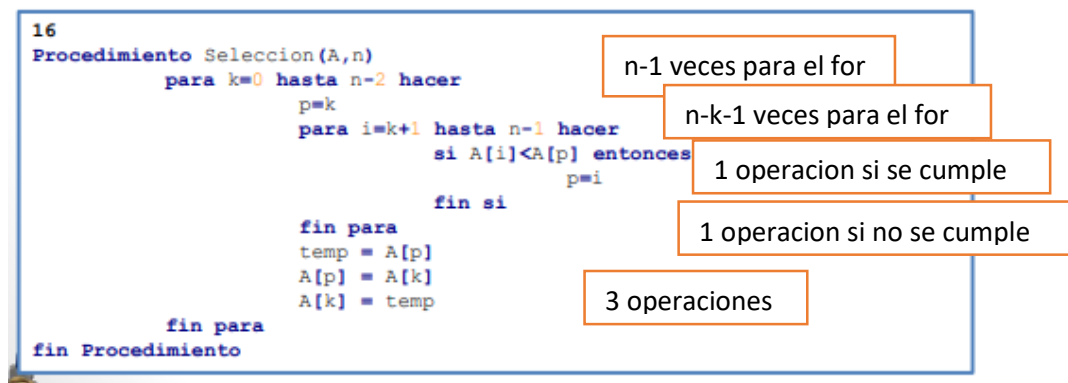 16
Procedimiento Seleccion(A,n)
n-1 veces para el for
para k=0 hasta n-2 hacer
p=k
n-k-1 veces para el for
para i=k+1 hasta n-1 hacer
si A[i]<A[p] entonces
1 operacion si se cumple
p=i
fin si
fin para
1 operacion si no se cumple
temp = A[p]
A[p] = A[k]
A[k] = temp
3 operaciones
fin para
fin Procedimiento